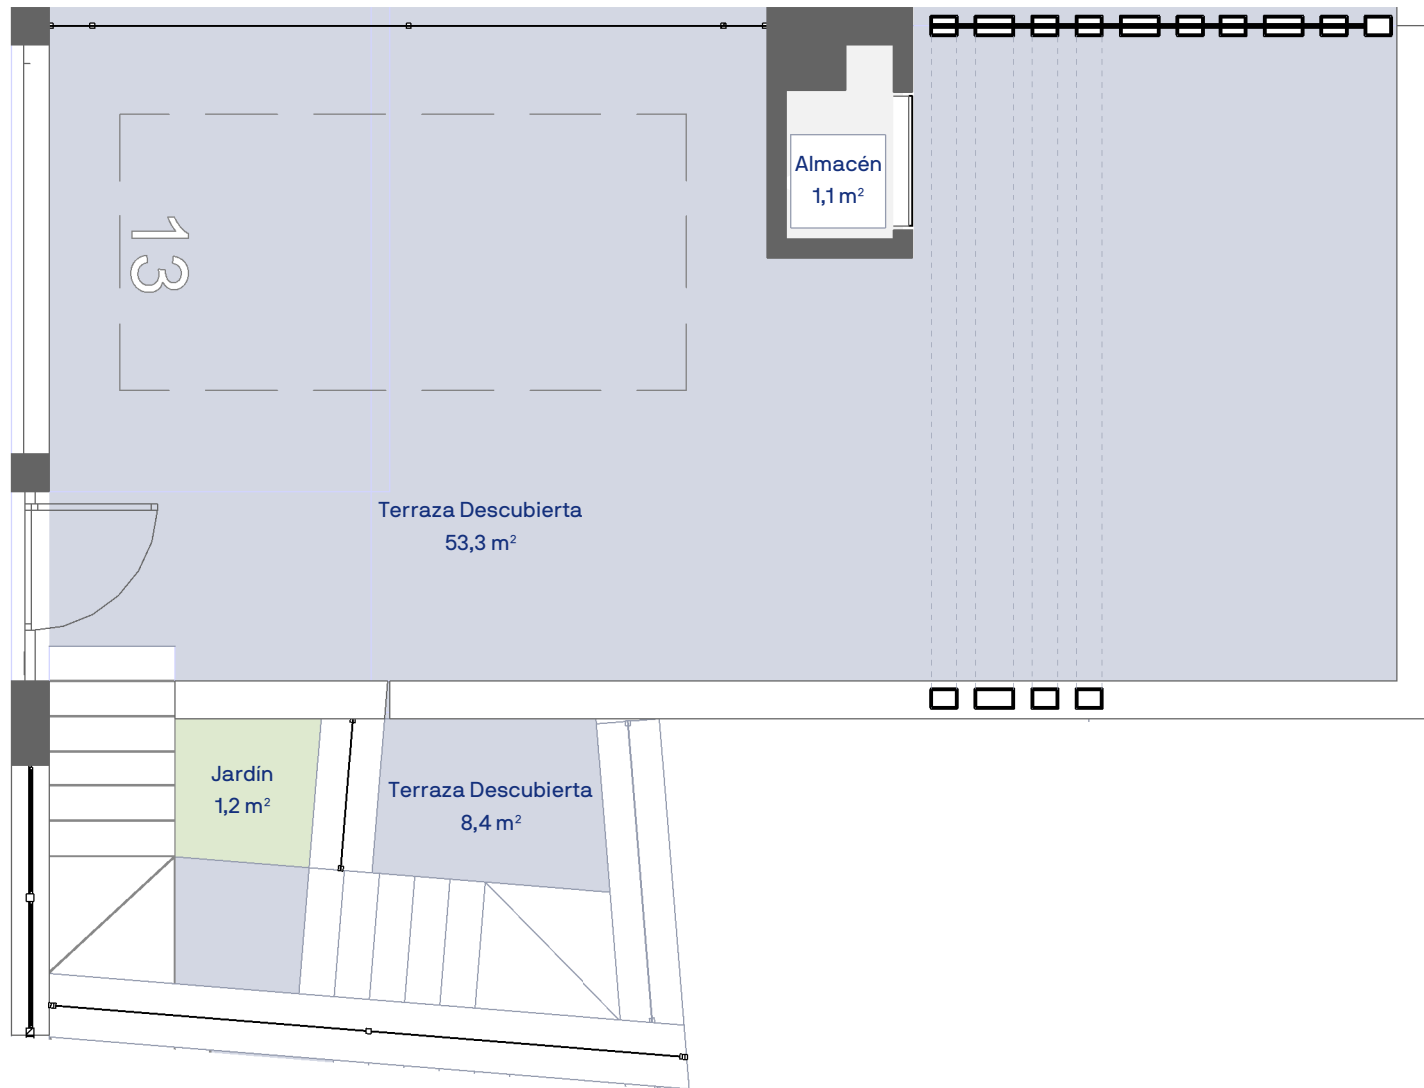 Almacén
1,1 m²
13
Terraza Descubierta
53,3 m²
Jardín
1,2 m²
Terraza Descubierta
8,4 m²